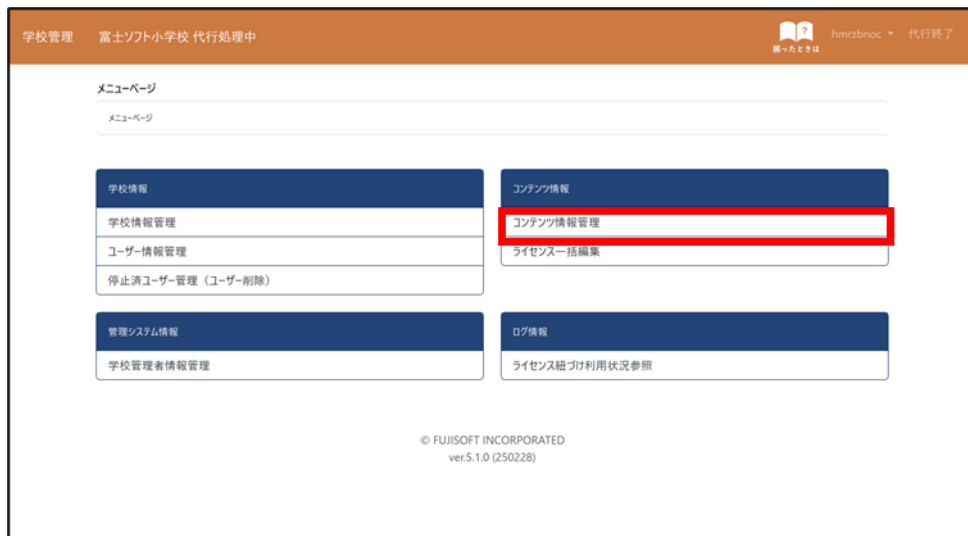 学校管理 富士ソフト小学校 代行処理中 hmrzbnoc 代行終了
?
困ったときは
メニューページ
メニューページ
学校情報
学校情報管理
ユーザー情報管理
停止済ユーザー管理（ユーザー削除）
コンテンツ情報
コンテンツ情報管理
ライセンス一括編集
管理システム情報
学校管理者情報管理
ログ情報
ライセンス紐づけ利用状況参照
© FUJISOFT INCORPORATED
ver.5.1.0 (250228)